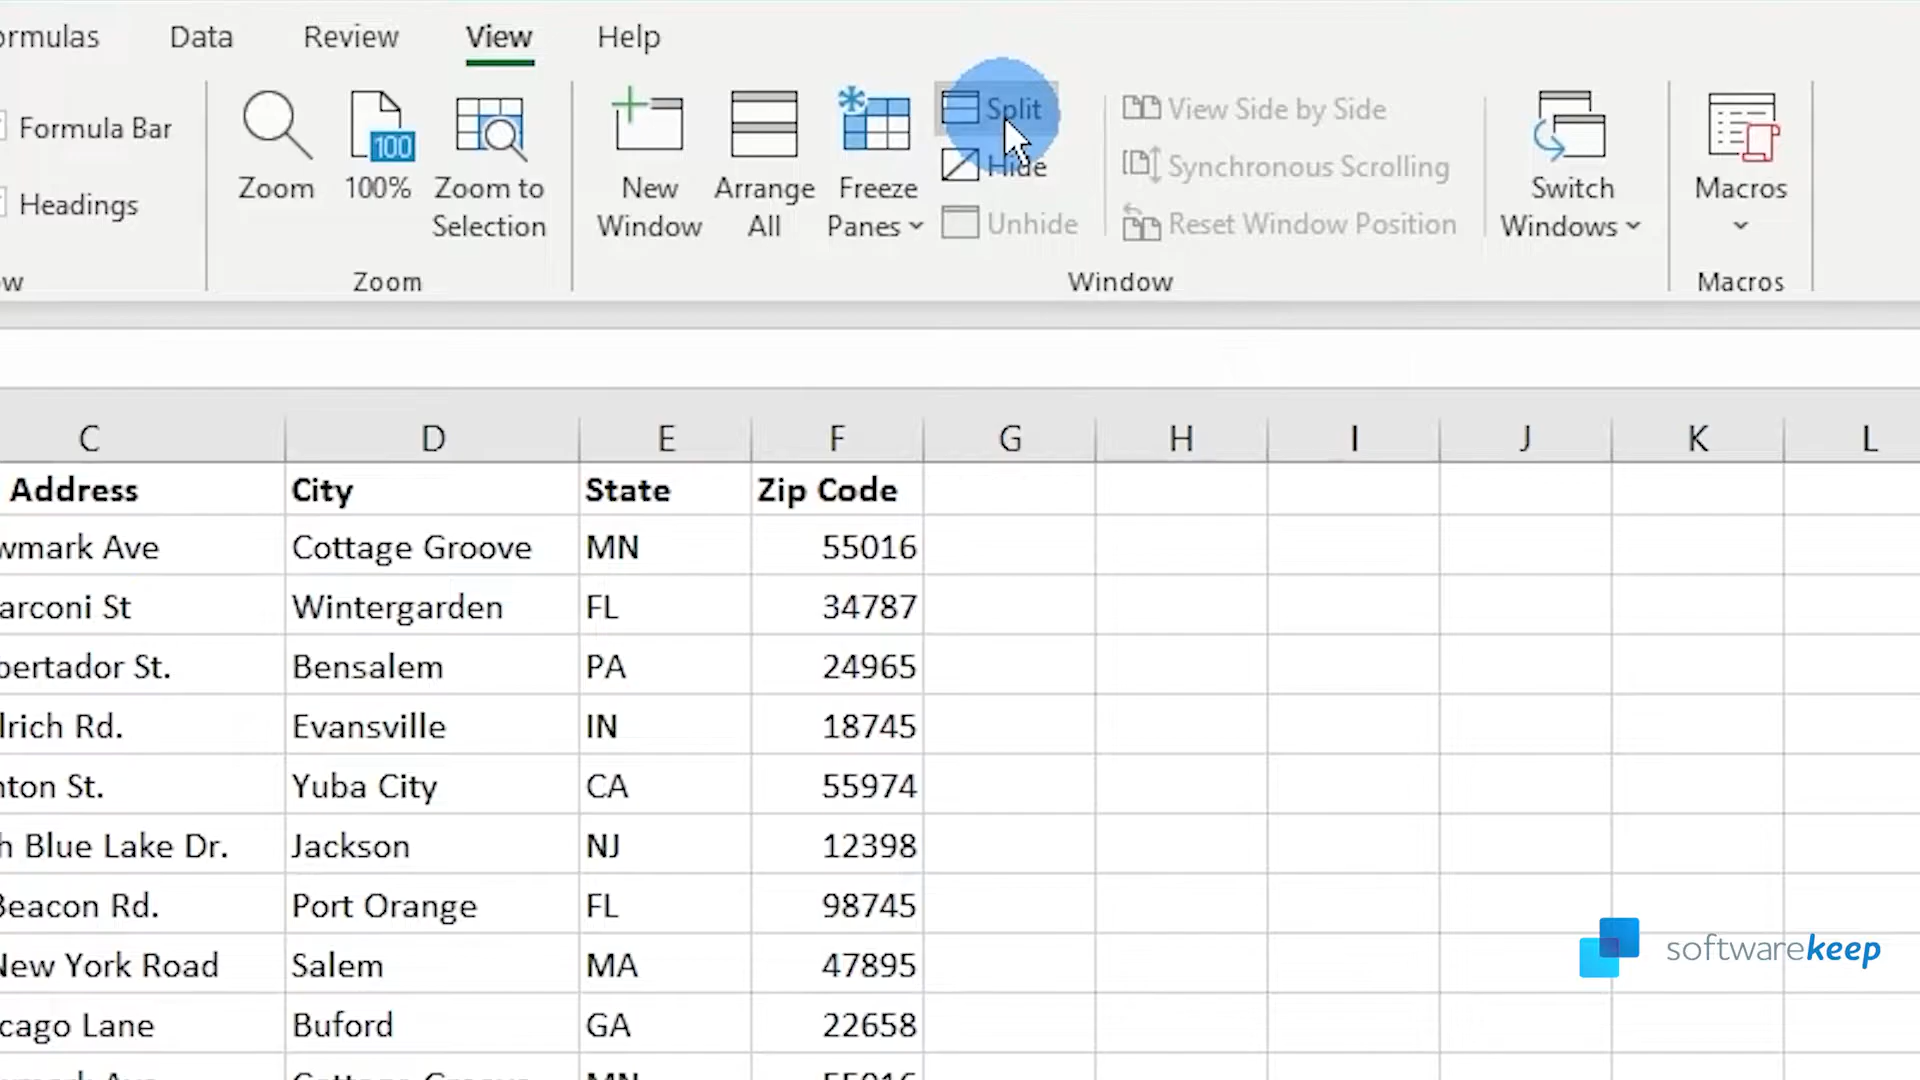 ormulas Data Review View Help
Formula Bar
Headings
Zoom
100%
100
Zoom to
Selection
Zoom
New
Window
Arrange
All
Freeze
Panes
Split
Hide
Unhide
View Side by Side
Synchronous Scrolling
Reset Window Position
Switch
Windows
Window
Macros
Macros
w
C D E F G H I J K L
Address City State Zip Code
wmark Ave Cottage Groove MN 55016
arconi St Wintergarden FL 34787
bertador St. Bensalem PA 24965
lrich Rd. Evansville IN 18745
nton St. Yuba City CA 55974
h Blue Lake Dr. Jackson NJ 12398
Beacon Rd. Port Orange FL 98745
New York Road Salem MA 47895
cago Lane Buford GA 22658
softwarekeep